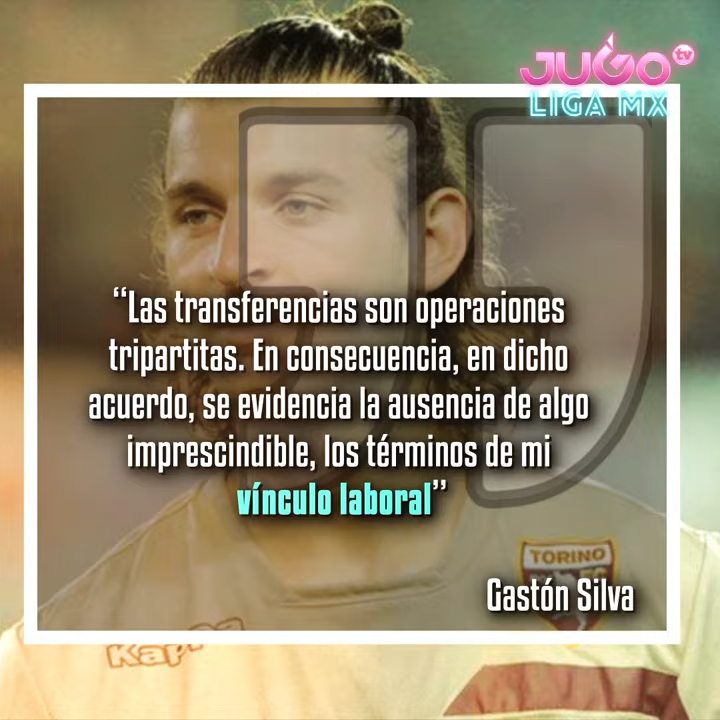 JUGO tv
LIGA MX
“Las transferencias son operaciones
tripartitas. En consecuencia, en dicho
acuerdo, se evidencia la ausencia de algo
imprescindible, los términos de mi
vínculo laboral”
TORINO
FC
Gastón Silva
Kappa